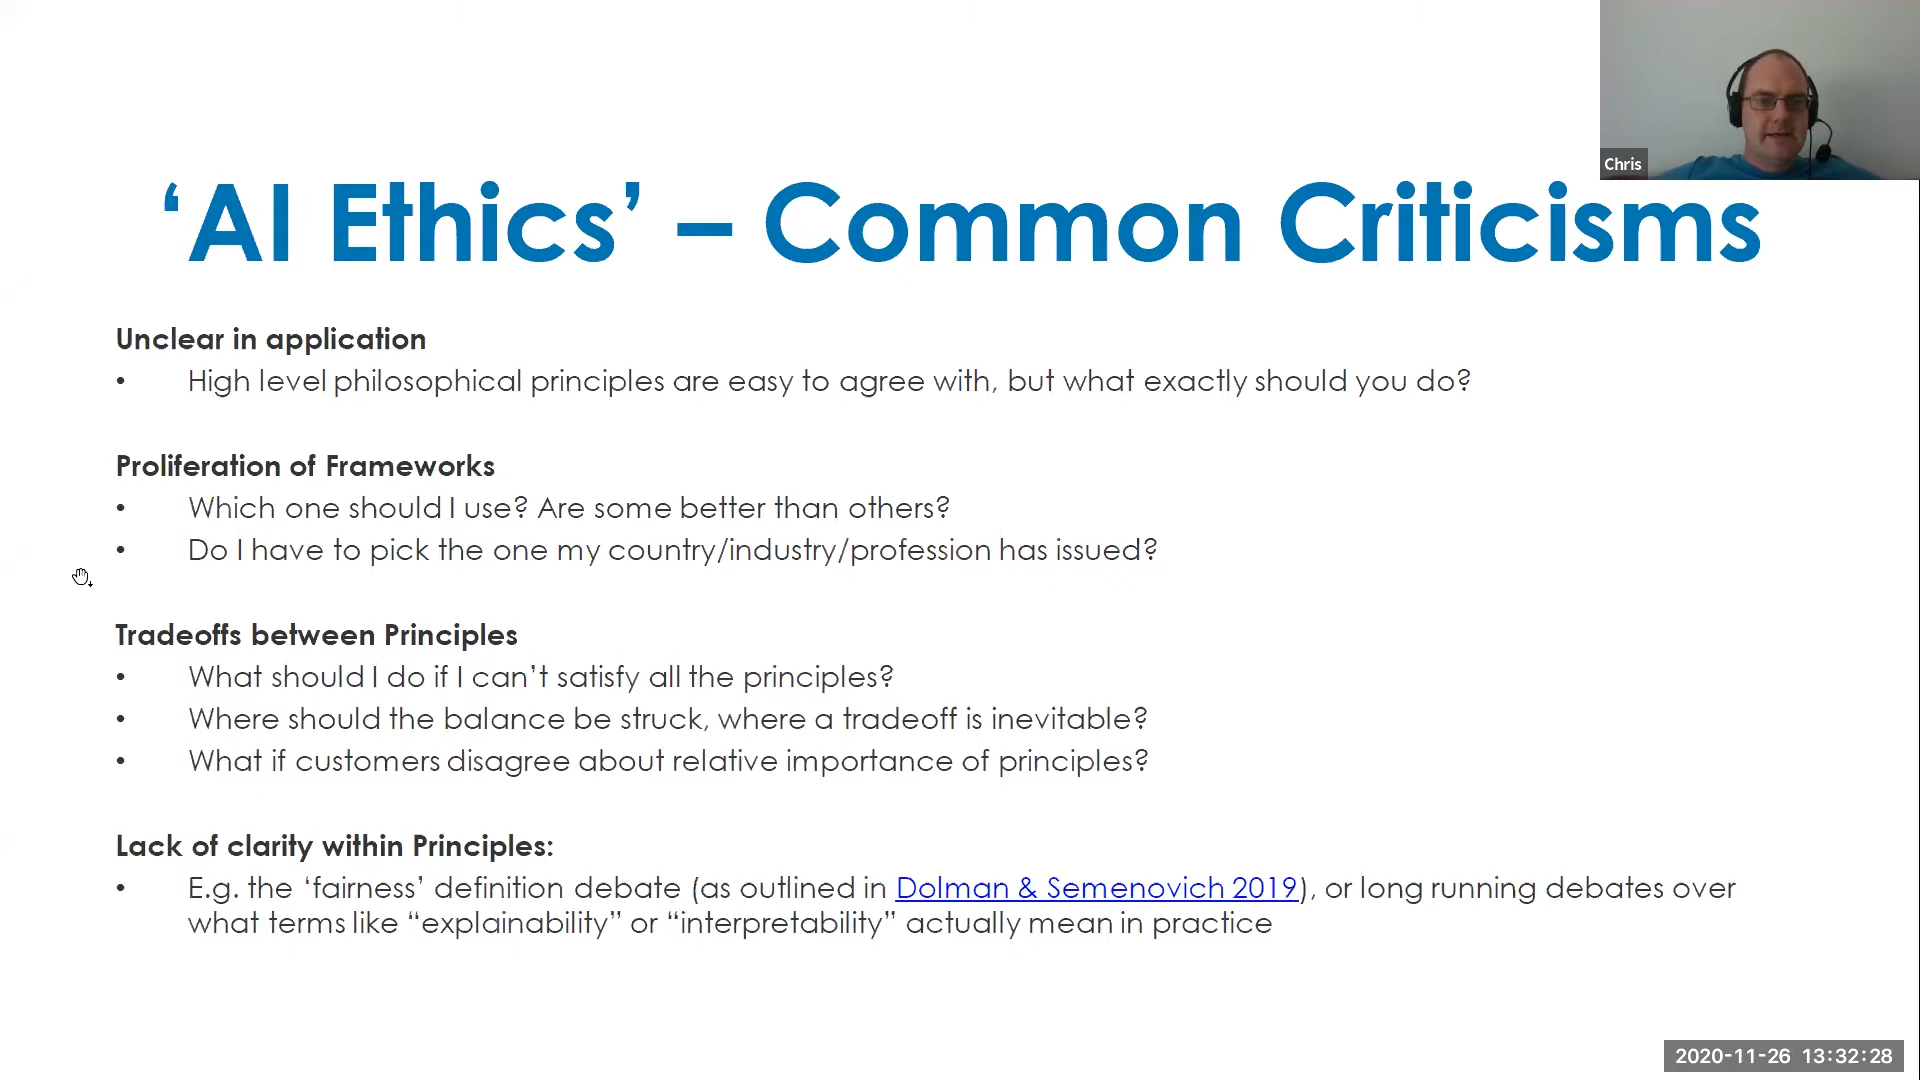 Chris
‘AI Ethics’ – Common Criticisms
Unclear in application
• High level philosophical principles are easy to agree with, but what exactly should you do?
Proliferation of Frameworks
• Which one should I use? Are some better than others?
• Do I have to pick the one my country/industry/profession has issued?
Tradeoffs between Principles
• What should I do if I can’t satisfy all the principles?
• Where should the balance be struck, where a tradeoff is inevitable?
• What if customers disagree about relative importance of principles?
Lack of clarity within Principles:
• E.g. the ‘fairness’ definition debate (as outlined in Dolman & Semenovich 2019), or long running debates over
what terms like “explainability” or “interpretability” actually mean in practice
2020-11-26 13:32:28